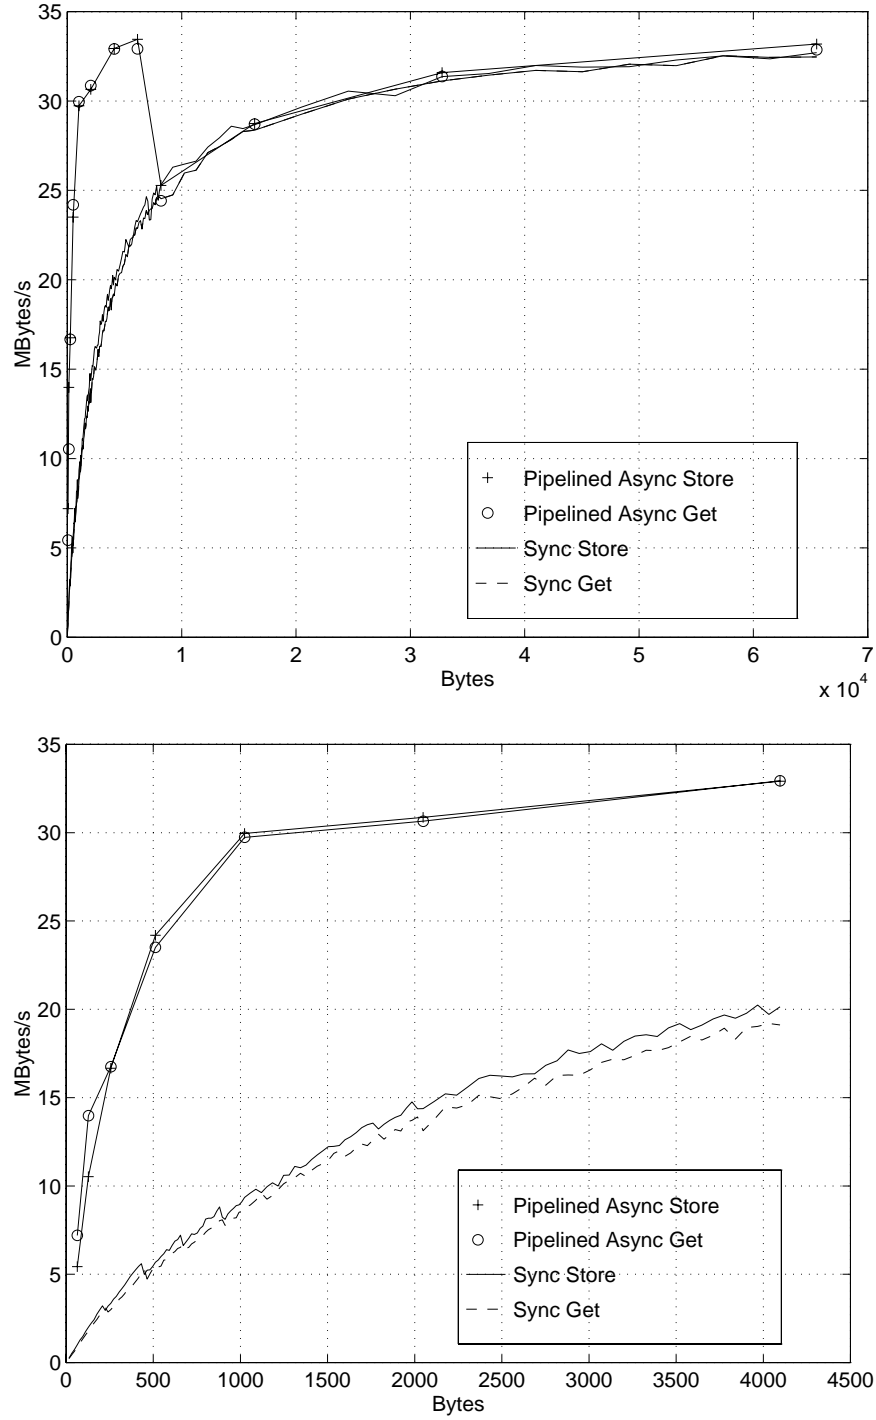 35
30
25
20
15
10
5
0
MBytes/s
Pipelined Async Store
Pipelined Async Get
Sync Store
Sync Get
0 1 2 3 4 5 6 7
Bytes
x 10^4
35
30
25
20
15
10
5
0
MBytes/s
Pipelined Async Store
Pipelined Async Get
Sync Store
Sync Get
0 500 1000 1500 2000 2500 3000 3500 4000 4500
Bytes